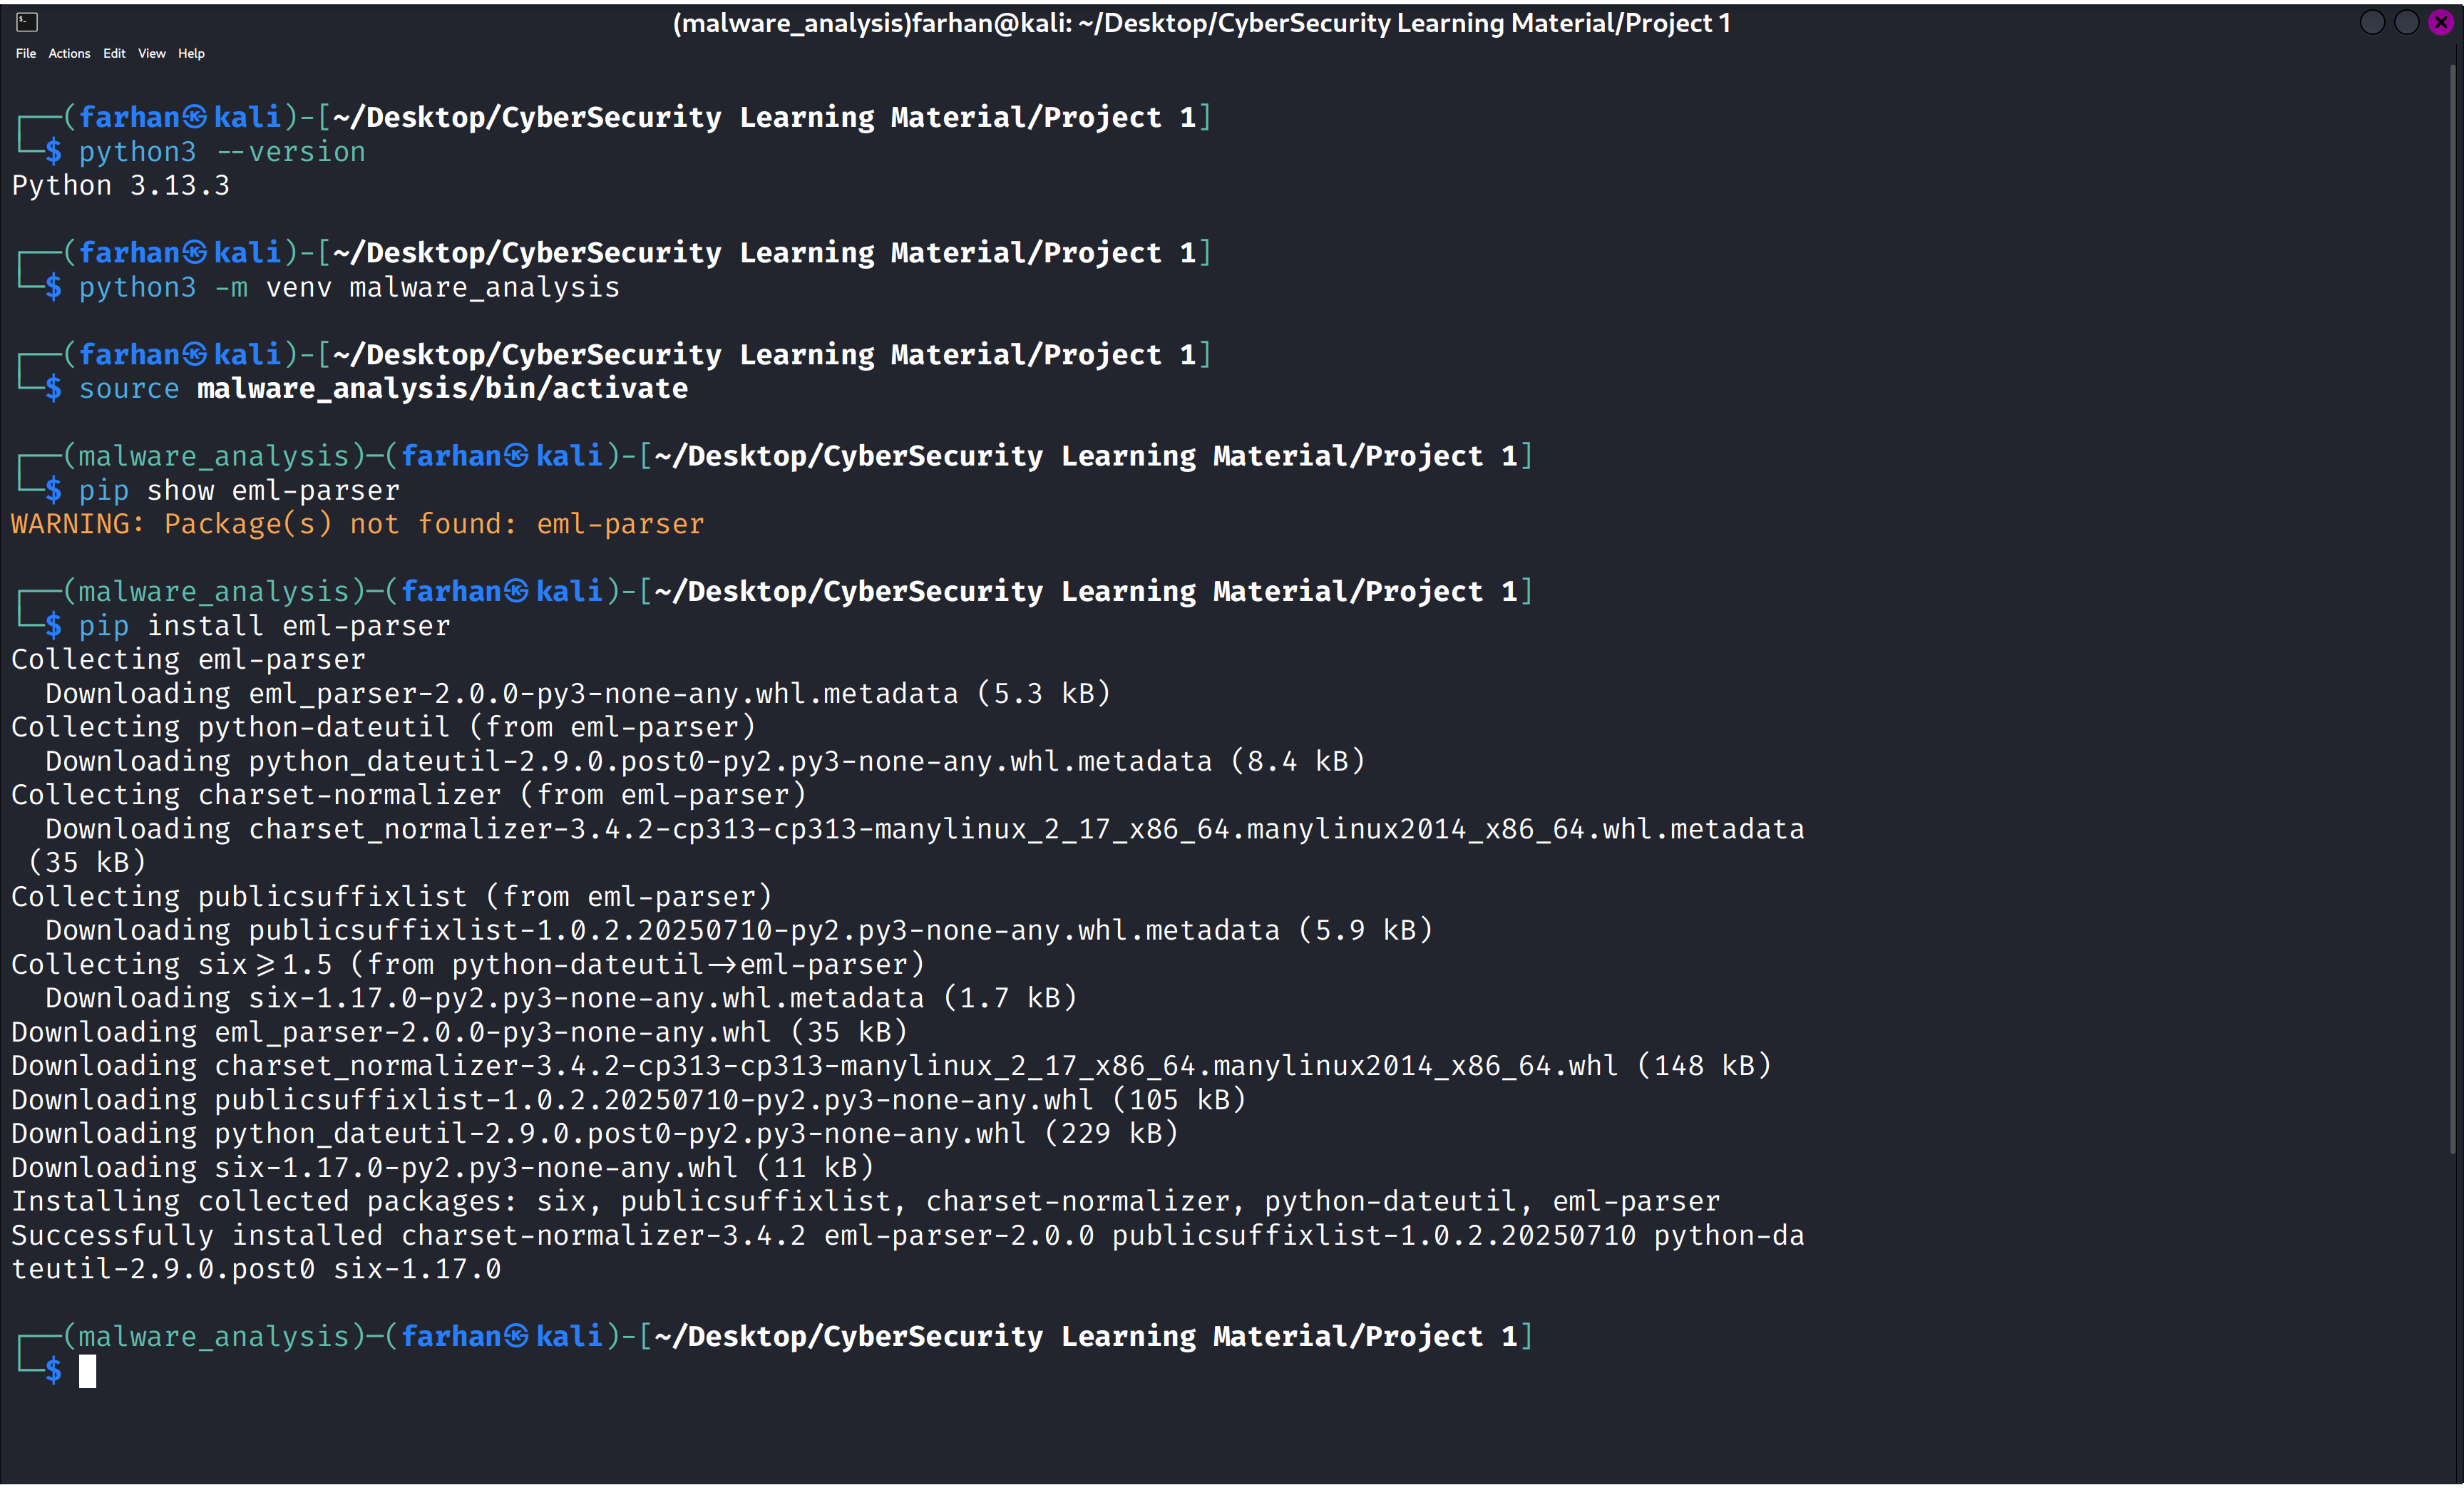 (malware_analysis)farhan@kali: ~/Desktop/CyberSecurity Learning Material/Project 1
File Actions Edit View Help
┌──(farhan㉿kali)-[~/Desktop/CyberSecurity Learning Material/Project 1]
└─$ python3 --version
Python 3.13.3
┌──(farhan㉿kali)-[~/Desktop/CyberSecurity Learning Material/Project 1]
└─$ python3 -m venv malware_analysis
┌──(farhan㉿kali)-[~/Desktop/CyberSecurity Learning Material/Project 1]
└─$ source malware_analysis/bin/activate
┌──(malware_analysis)─(farhan㉿kali)-[~/Desktop/CyberSecurity Learning Material/Project 1]
└─$ pip show eml-parser
WARNING: Package(s) not found: eml-parser
┌──(malware_analysis)─(farhan㉿kali)-[~/Desktop/CyberSecurity Learning Material/Project 1]
└─$ pip install eml-parser
Collecting eml-parser
  Downloading eml_parser-2.0.0-py3-none-any.whl.metadata (5.3 kB)
Collecting python-dateutil (from eml-parser)
  Downloading python_dateutil-2.9.0.post0-py2.py3-none-any.whl.metadata (8.4 kB)
Collecting charset-normalizer (from eml-parser)
  Downloading charset_normalizer-3.4.2-cp313-cp313-manylinux_2_17_x86_64.manylinux2014_x86_64.whl.metadata
 (35 kB)
Collecting publicsuffixlist (from eml-parser)
  Downloading publicsuffixlist-1.0.2.20250710-py2.py3-none-any.whl.metadata (5.9 kB)
Collecting six>=1.5 (from python-dateutil->eml-parser)
  Downloading six-1.17.0-py2.py3-none-any.whl.metadata (1.7 kB)
Downloading eml_parser-2.0.0-py3-none-any.whl (35 kB)
Downloading charset_normalizer-3.4.2-cp313-cp313-manylinux_2_17_x86_64.manylinux2014_x86_64.whl (148 kB)
Downloading publicsuffixlist-1.0.2.20250710-py2.py3-none-any.whl (105 kB)
Downloading python_dateutil-2.9.0.post0-py2.py3-none-any.whl (229 kB)
Downloading six-1.17.0-py2.py3-none-any.whl (11 kB)
Installing collected packages: six, publicsuffixlist, charset-normalizer, python-dateutil, eml-parser
Successfully installed charset-normalizer-3.4.2 eml-parser-2.0.0 publicsuffixlist-1.0.2.20250710 python-da
teutil-2.9.0.post0 six-1.17.0
┌──(malware_analysis)─(farhan㉿kali)-[~/Desktop/CyberSecurity Learning Material/Project 1]
└─$